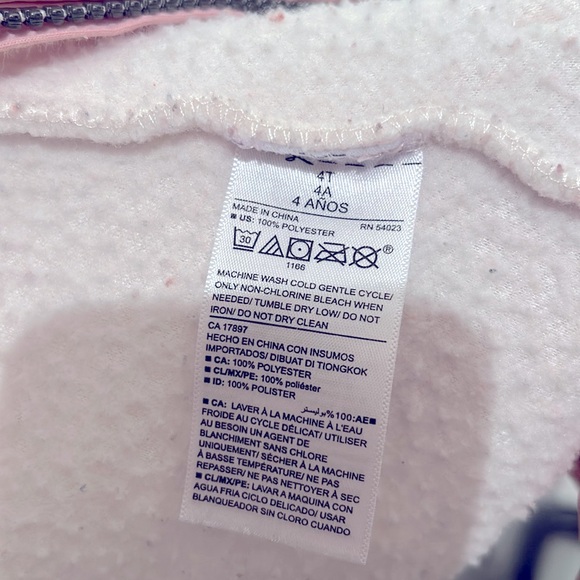 4T
4A
4 AÑOS
MADE IN CHINA RN 54023
■ US: 100% POLYESTER
30 ®
1166
MACHINE WASH COLD GENTLE CYCLE/
ONLY NON-CHLORINE BLEACH WHEN
NEEDED/ TUMBLE DRY LOW/ DO NOT
IRON/ DO NOT DRY CLEAN
CA 17897
HECHO EN CHINA CON INSUMOS
IMPORTADOS/ DIBUAT DI TIONGKOK
■ CA: 100% POLYESTER
■ CL/MX/PE: 100% poliéster
■ ID: 100% POLISTER
■AE:100% بوليستر
■ CA: LAVER À LA MACHINE À L'EAU
FROIDE AU CYCLE DÉLICAT/ UTILISER
AU BESOIN UN AGENT DE
BLANCHIMENT SANS CHLORE
UNIQUEMENT/ SÉCHER À LA MACHINE
À BASSE TEMPÉRATURE/ NE PAS
REPASSER/ NE PAS NETTOYER À SEC
■ CL/MX/PE: LAVAR A MAQUINA CON
AGUA FRIA CICLO DELICADO/ USAR
BLANQUEADOR SIN CLORO CUANDO